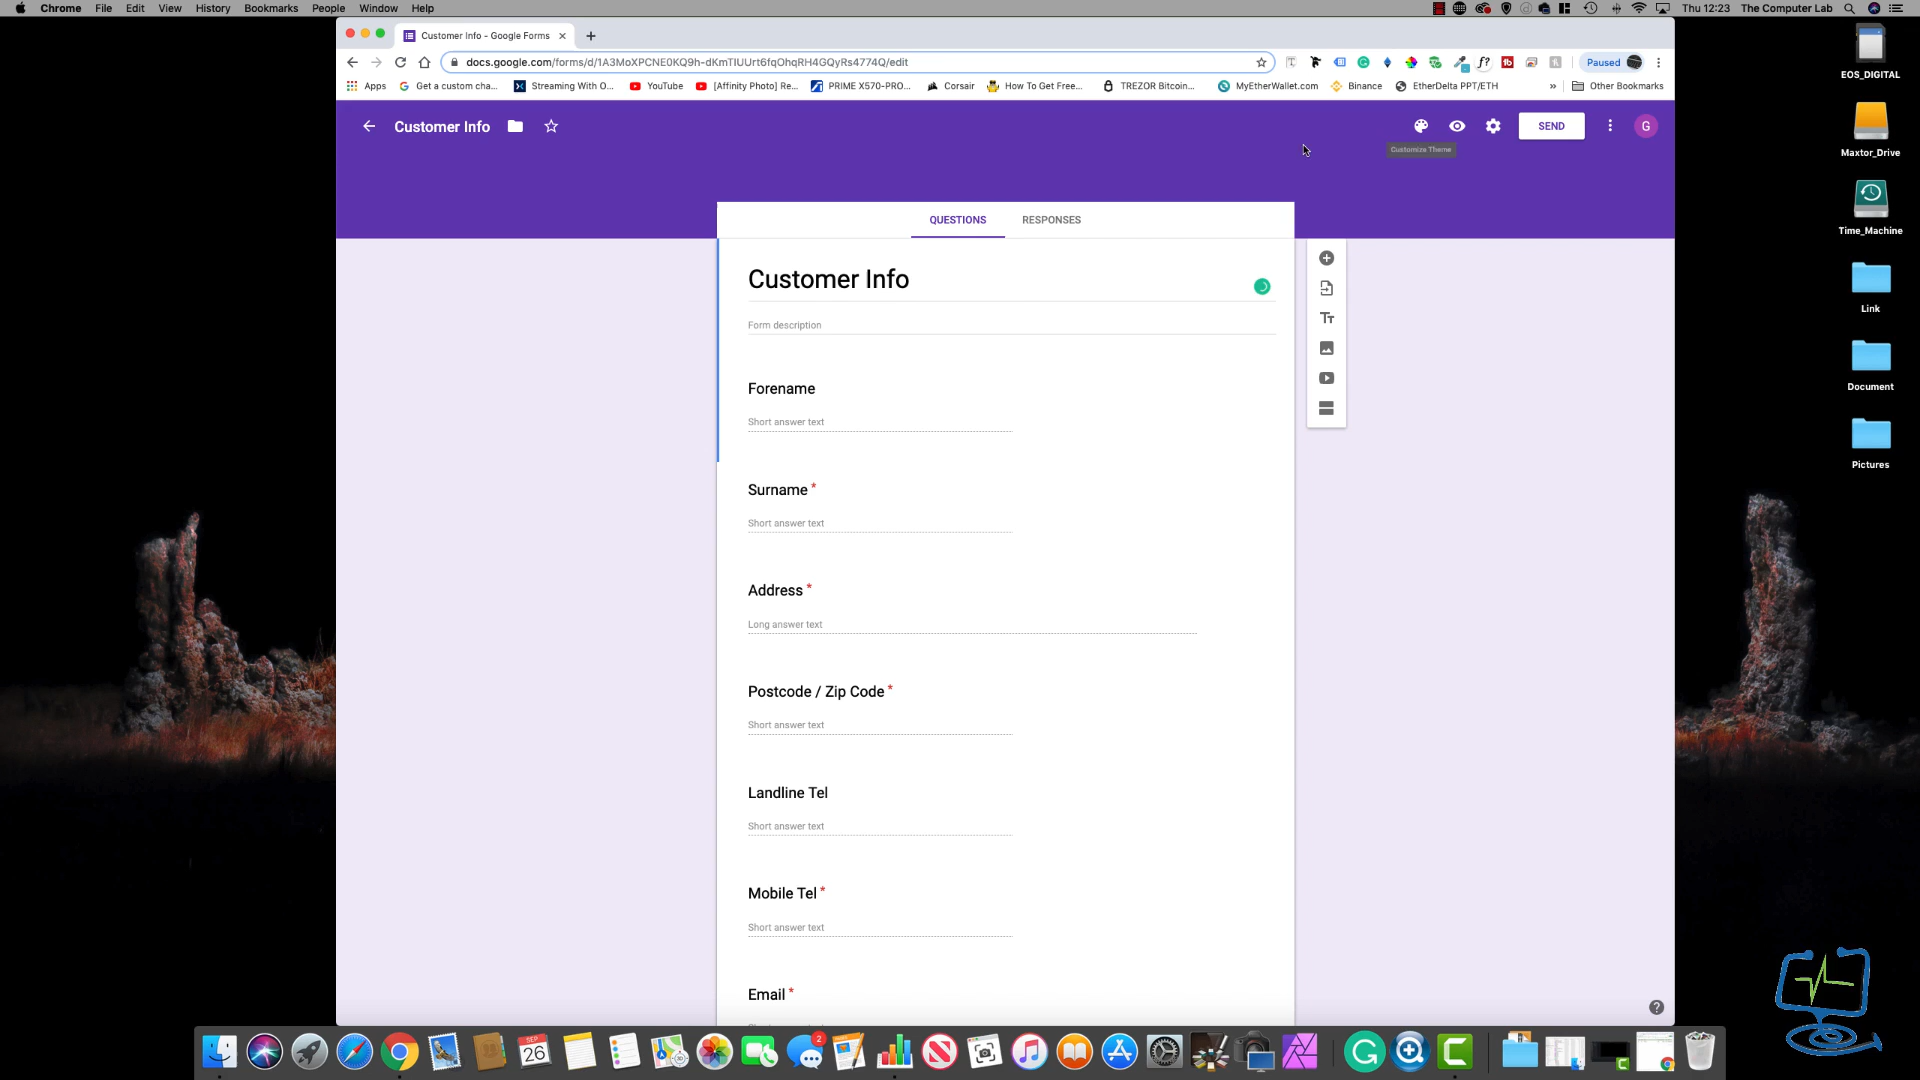 Chrome File Edit View History Bookmarks People Window Help
Thu 12:23 The Computer Lab
Customer Info - Google Forms
docs.google.com/forms/d/1A3MoXPCNE0KQ9h-dKmTIUUrt6fqOhqRH4GQyRs4774Q/edit
Paused
Apps Get a custom cha... Streaming With O... YouTube [Affinity Photo] Re... PRIME X570-PRO... Corsair How To Get Free... TREZOR Bitcoin... MyEtherWallet.com Binance EtherDelta PPT/ETH » Other Bookmarks
Customer Info
SEND
G
Customize Theme
QUESTIONS RESPONSES
Customer Info
Form description
Forename
Short answer text
Surname *
Short answer text
Address *
Long answer text
Postcode / Zip Code *
Short answer text
Landline Tel
Short answer text
Mobile Tel *
Short answer text
Email *
EOS_DIGITAL
Maxtor_Drive
Time_Machine
Link
Document
Pictures
SEP
26
2